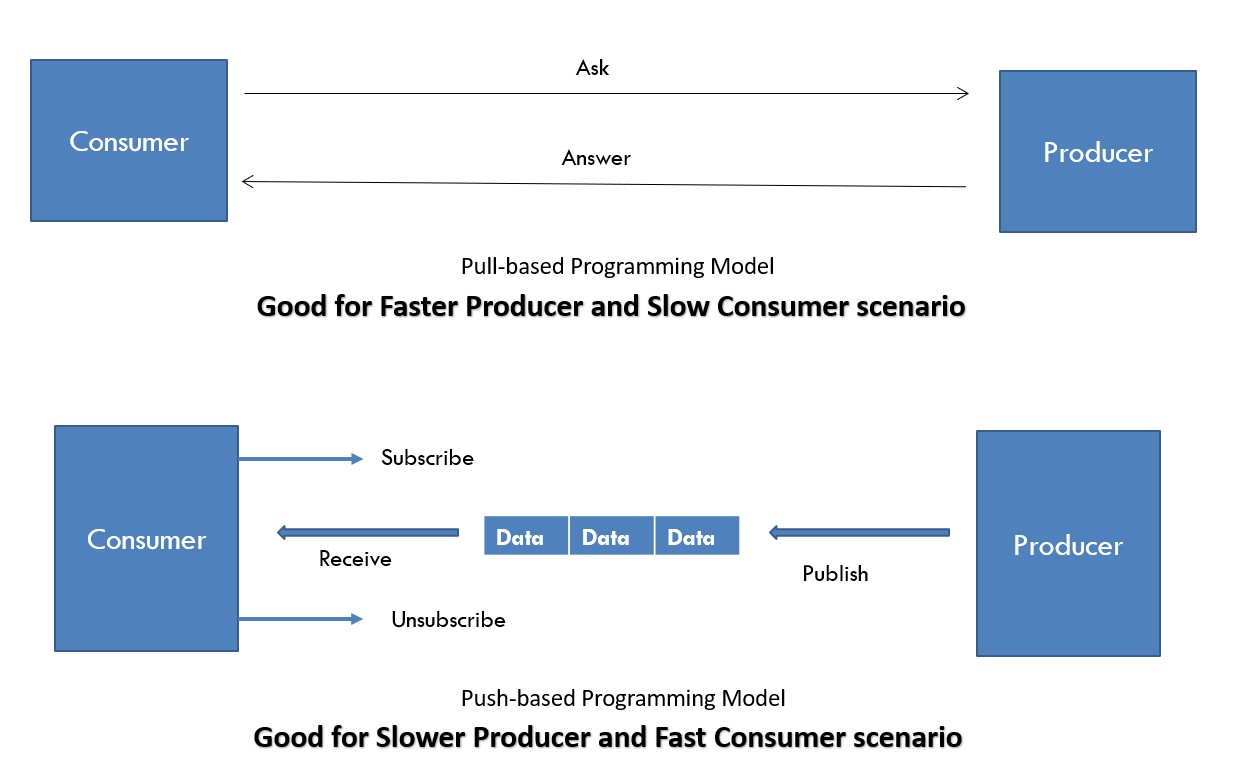 Ask
Consumer
Producer
Answer
Pull-based Programming Model
Good for Faster Producer and Slow Consumer scenario
Subscribe
Consumer
Data Data Data
Producer
Receive
Publish
Unsubscribe
Push-based Programming Model
Good for Slower Producer and Fast Consumer scenario